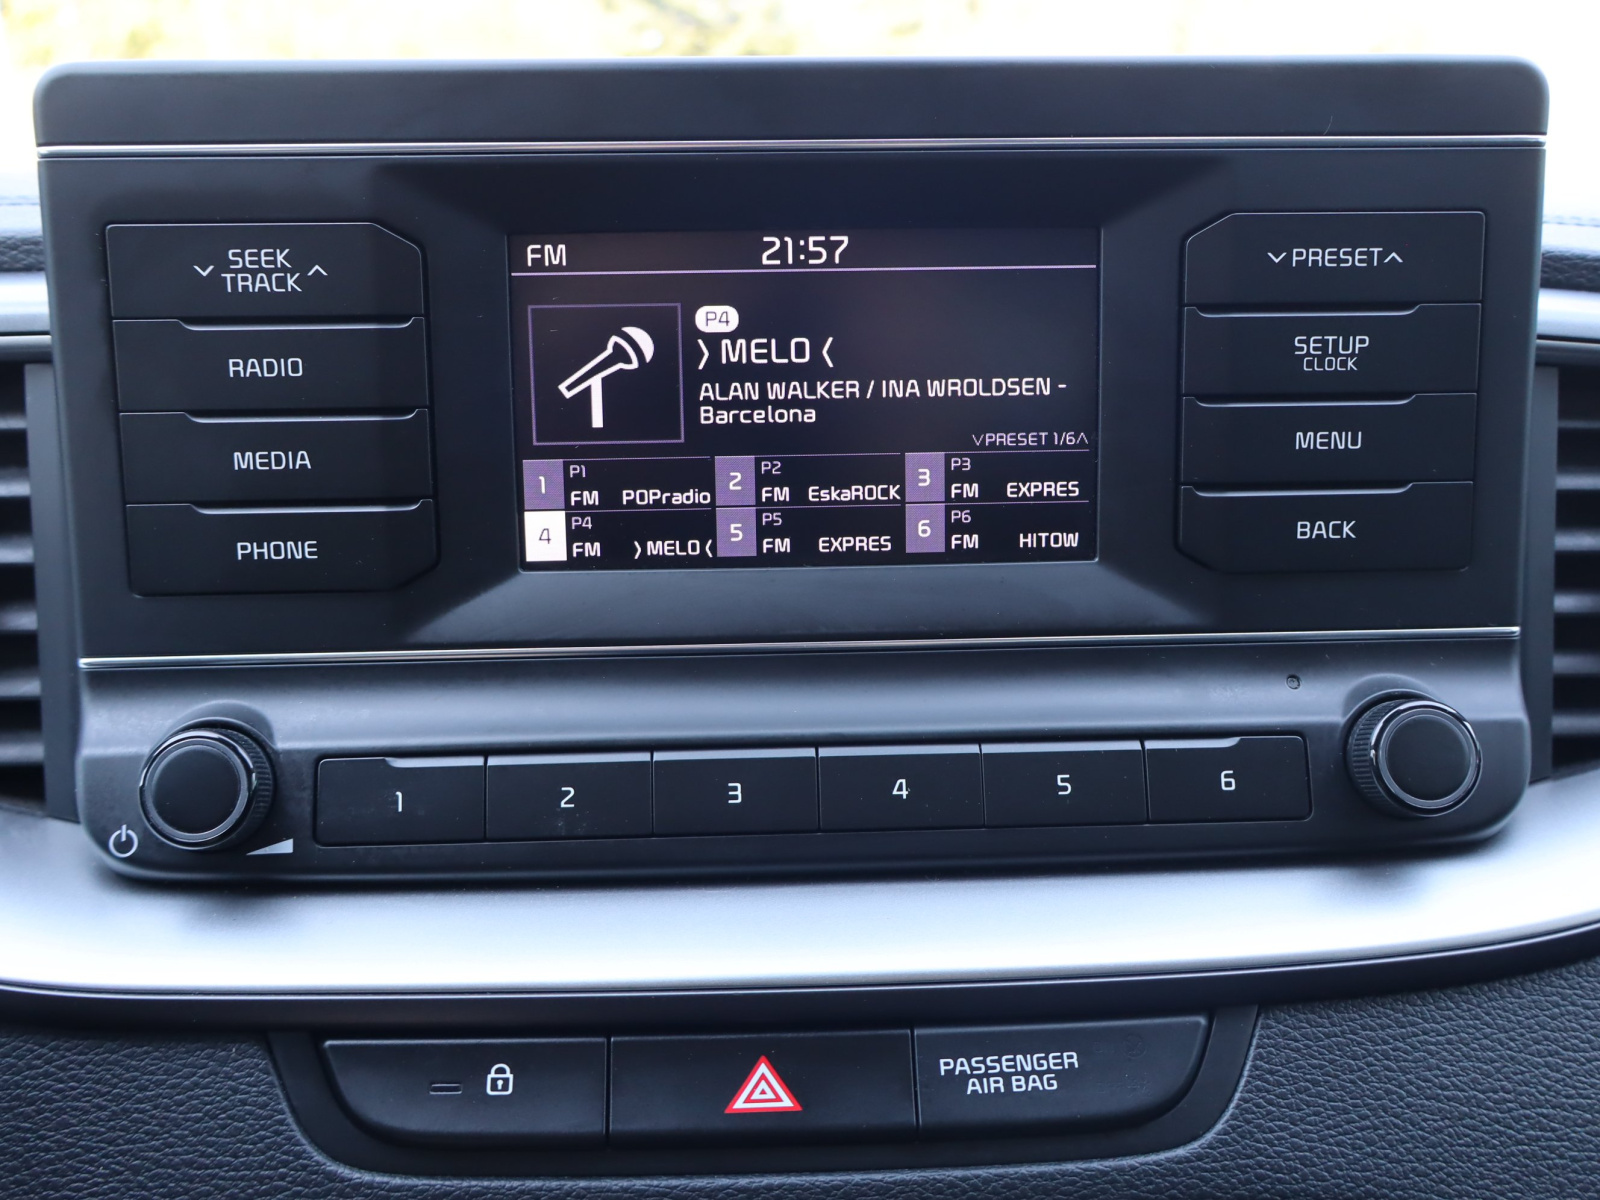 FM 21:57
SEEK
TRACK
RADIO
MEDIA
PHONE
P4
〉MELO〈
ALAN WALKER / INA WROLDSEN -
Barcelona
PRESET 1/6
1 P1 FM POPradio
2 P2 FM EskaROCK
3 P3 FM EXPRES
4 P4 FM 〉MELO〈
5 P5 FM EXPRES
6 P6 FM HITOW
PRESET
SETUP
CLOCK
MENU
BACK
1 2 3 4 5 6
PASSENGER
AIR BAG